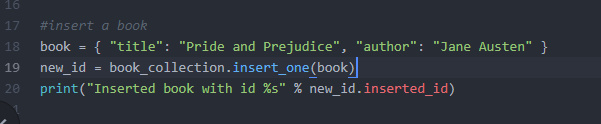 16
17 #insert a book
18 book = { "title": "Pride and Prejudice", "author": "Jane Austen" }
19 new_id = book_collection.insert_one(book)
20 print("Inserted book with id %s" % new_id.inserted_id)